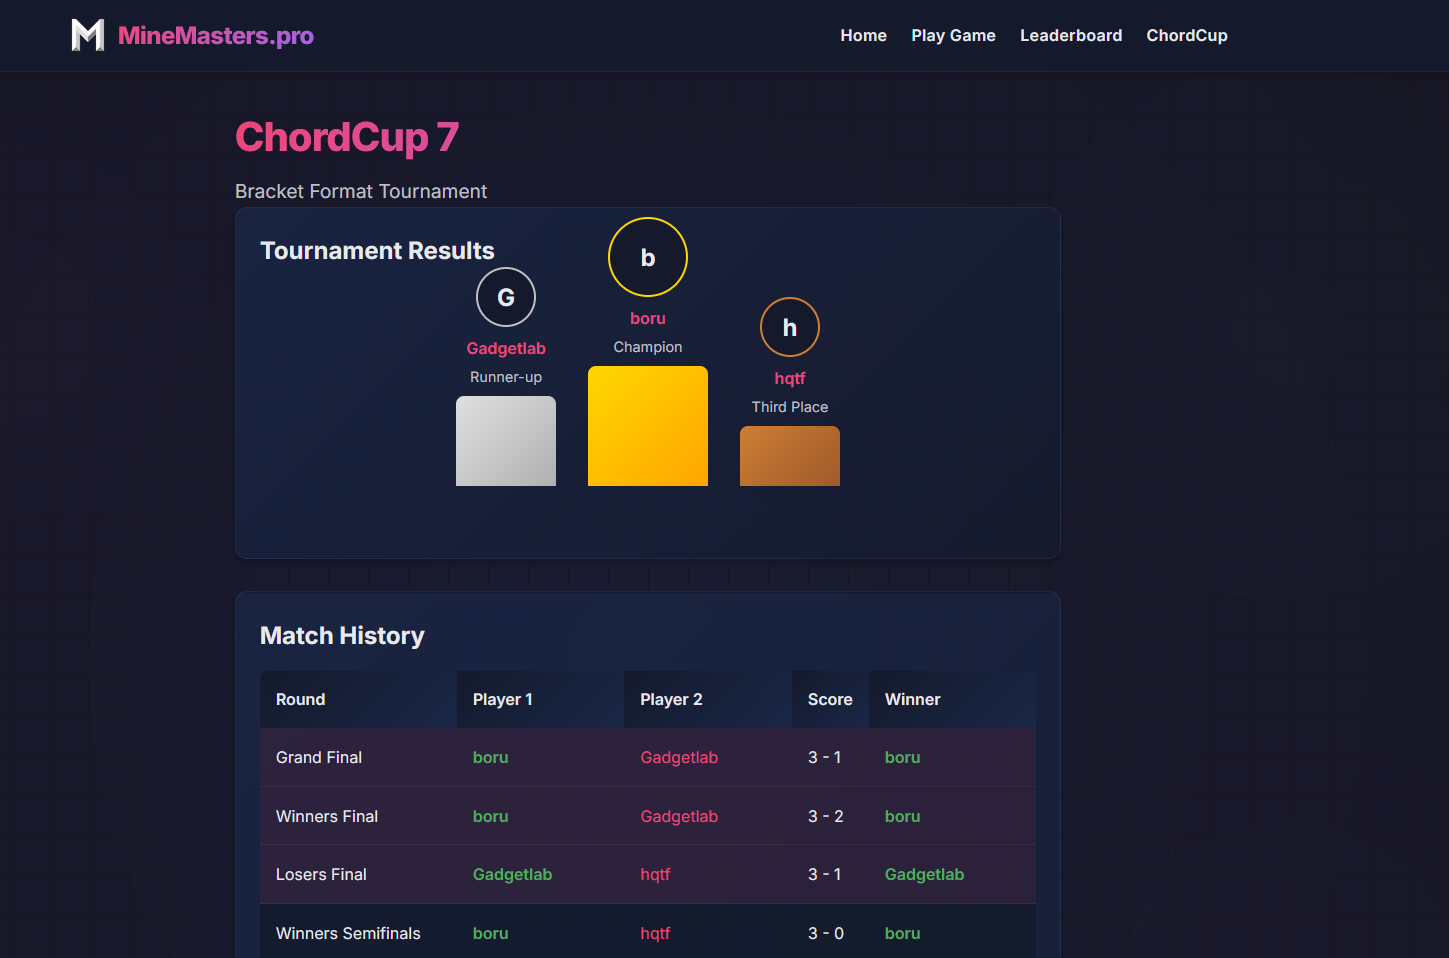 MineMasters.pro
Home Play Game Leaderboard ChordCup
ChordCup 7
Bracket Format Tournament
Tournament Results
G
Gadgetlab
Runner-up
b
boru
Champion
h
hqtf
Third Place
Match History
Round Player 1 Player 2 Score Winner
Grand Final boru Gadgetlab 3 - 1 boru
Winners Final boru Gadgetlab 3 - 2 boru
Losers Final Gadgetlab hqtf 3 - 1 Gadgetlab
Winners Semifinals boru hqtf 3 - 0 boru